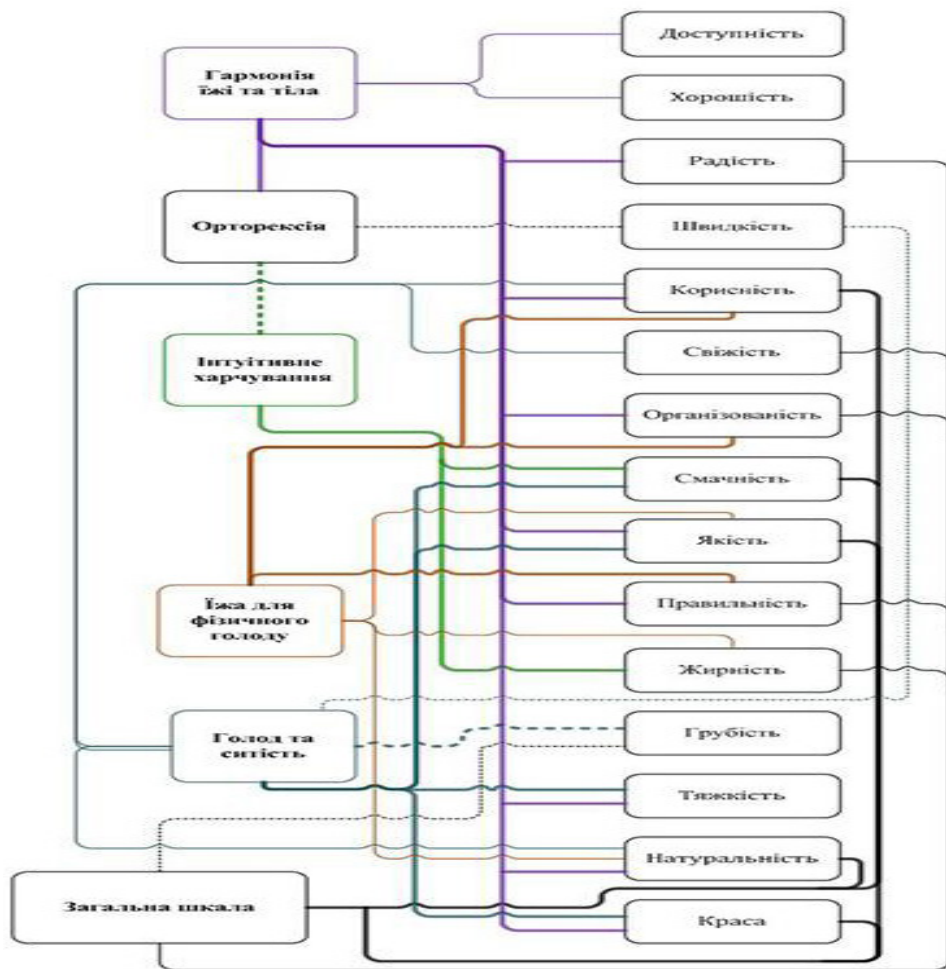 Доступність
Гармонія
їжі та тіла
Хорошість
Радість
Орторексія
Швидкість
Корисність
Інтуїтивне
харчування
Свіжість
Організованість
Смачність
Якість
Їжа для
фізичного
голоду
Правильність
Жирність
Голод та
ситість
Грубість
Тяжкість
Натуральність
Загальна шкала
Краса